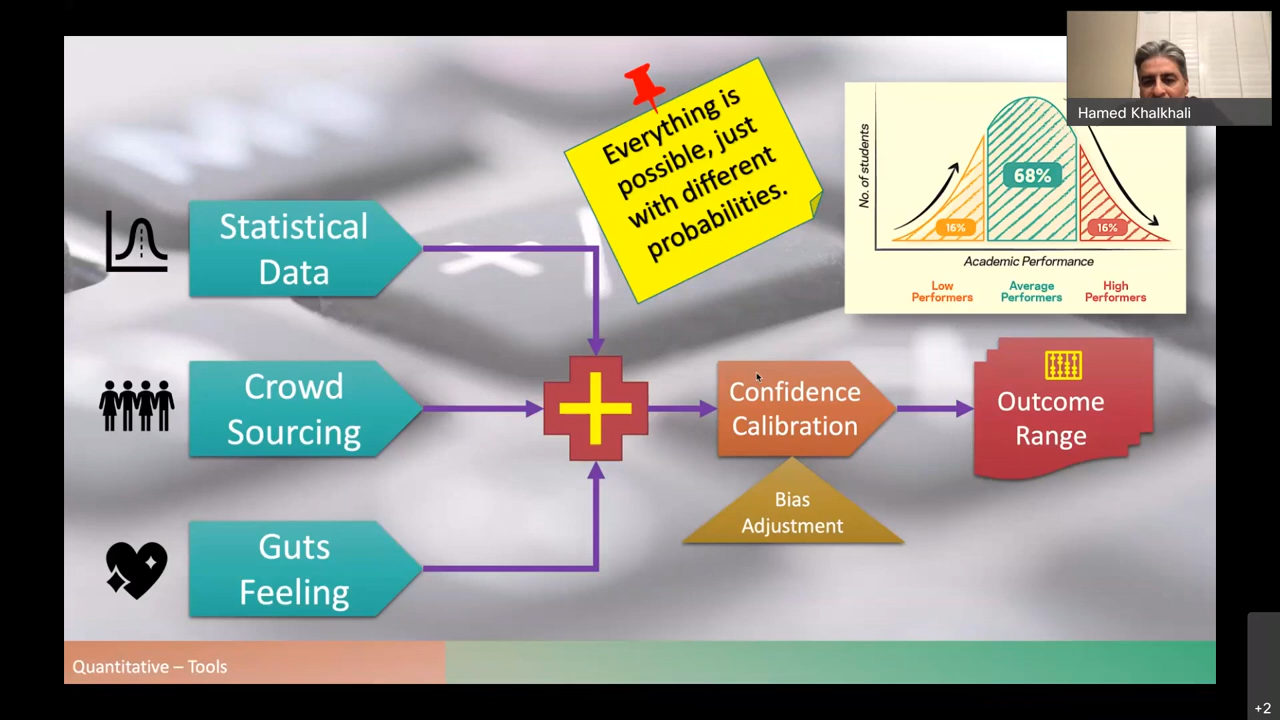 Hamed Khalkhali
Everything is
possible, just
with different
probabilities.
No. of students
68%
16%
16%
Academic Performance
Low
Performers
Average
Performers
High
Performers
Statistical
Data
Crowd
Sourcing
Guts
Feeling
Confidence
Calibration
Bias
Adjustment
Outcome
Range
Quantitative – Tools
+2